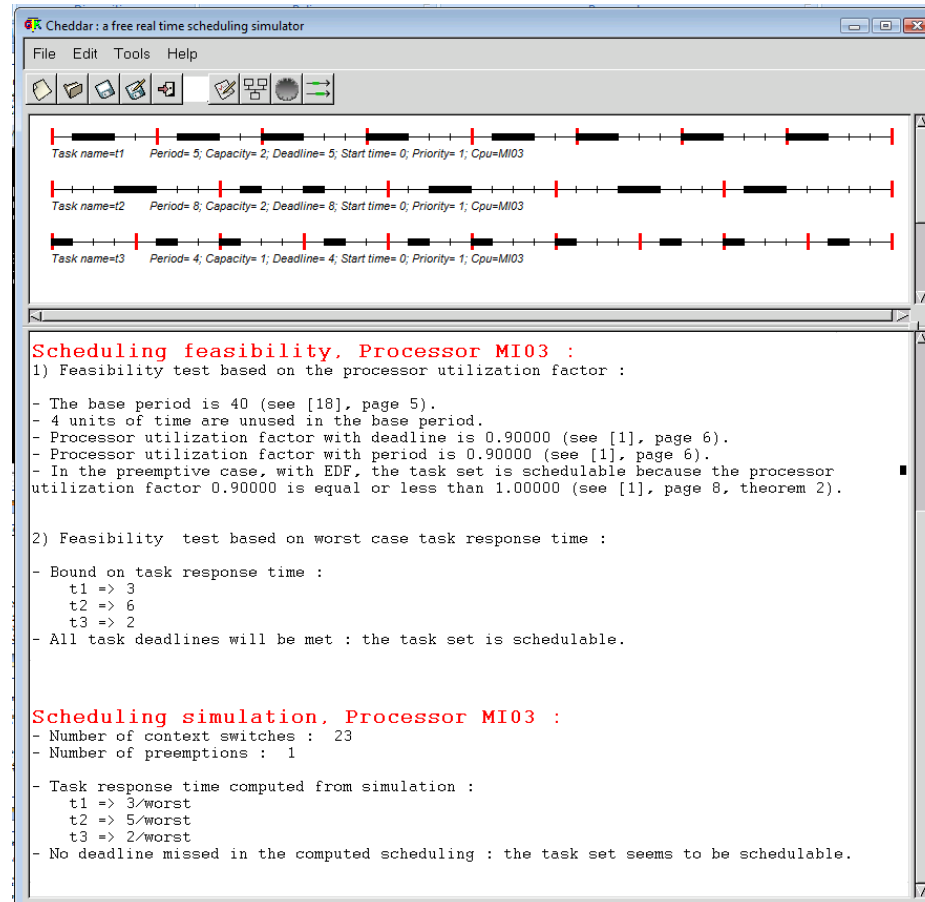 Cheddar : a free real time scheduling simulator
File Edit Tools Help
Task name=t1 Period= 5; Capacity= 2; Deadline= 5; Start time= 0; Priority= 1; Cpu=MI03
Task name=t2 Period= 8; Capacity= 2; Deadline= 8; Start time= 0; Priority= 1; Cpu=MI03
Task name=t3 Period= 4; Capacity= 1; Deadline= 4; Start time= 0; Priority= 1; Cpu=MI03
Scheduling feasibility, Processor MI03 :
1) Feasibility test based on the processor utilization factor :
- The base period is 40 (see [18], page 5).
- 4 units of time are unused in the base period.
- Processor utilization factor with deadline is 0.90000 (see [1], page 6).
- Processor utilization factor with period is 0.90000 (see [1], page 6).
- In the preemptive case, with EDF, the task set is schedulable because the processor
utilization factor 0.90000 is equal or less than 1.00000 (see [1], page 8, theorem 2).
2) Feasibility test based on worst case task response time :
- Bound on task response time :
t1 => 3
t2 => 6
t3 => 2
- All task deadlines will be met : the task set is schedulable.
Scheduling simulation, Processor MI03 :
- Number of context switches : 23
- Number of preemptions : 1
- Task response time computed from simulation :
t1 => 3/worst
t2 => 5/worst
t3 => 2/worst
- No deadline missed in the computed scheduling : the task set seems to be schedulable.